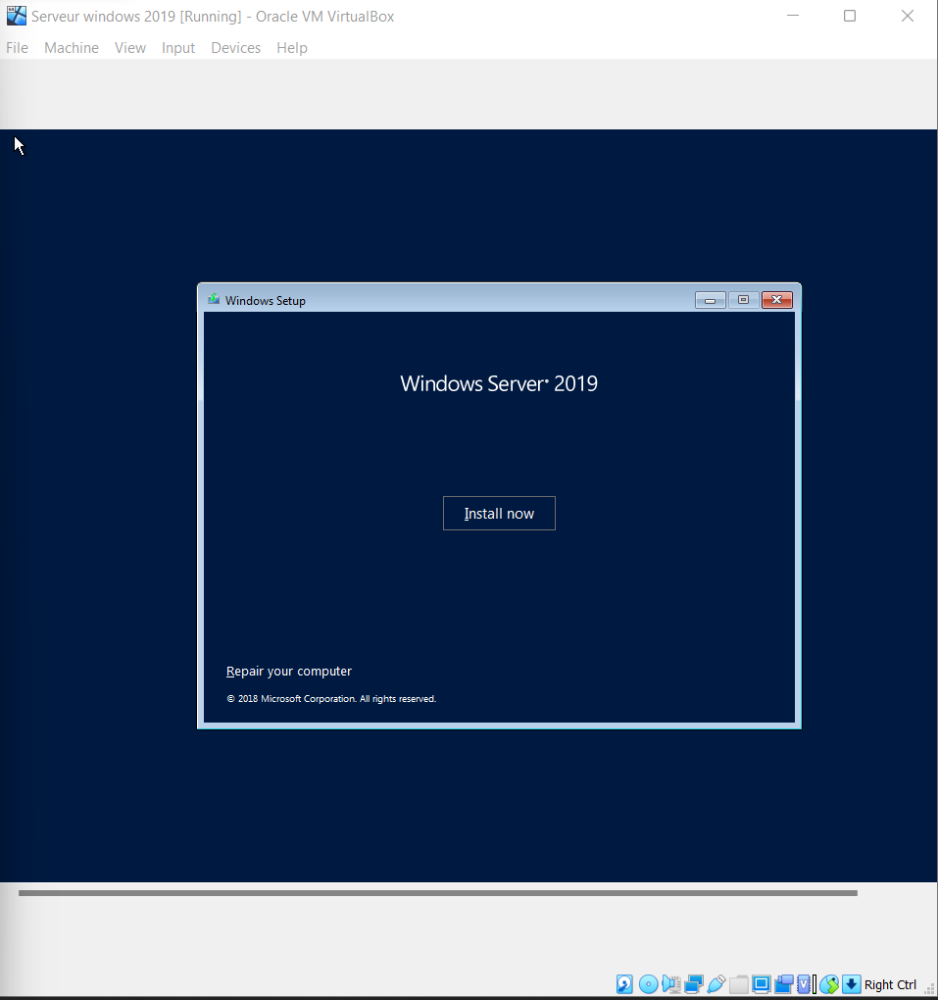 Serveur windows 2019 [Running] - Oracle VM VirtualBox
File Machine View Input Devices Help
Windows Setup
Windows Server® 2019
Install now
Repair your computer
© 2018 Microsoft Corporation. All rights reserved.
Right Ctrl